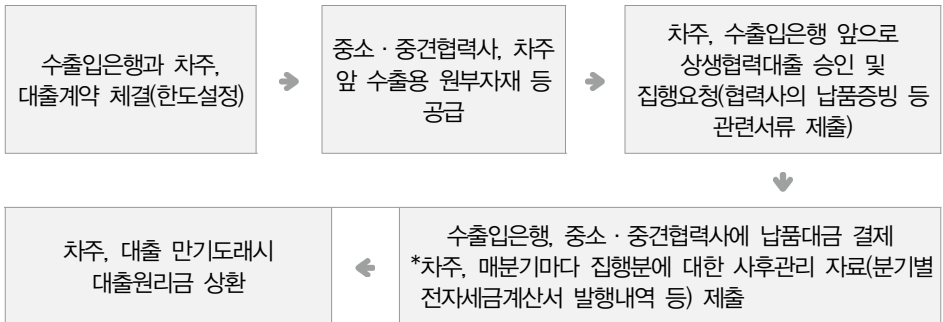 수출입은행과 차주,
대출계약 체결(한도설정)
중소 · 중견협력사, 차주
앞 수출용 원부자재 등
공급
차주, 수출입은행 앞으로
상생협력대출 승인 및
집행요청(협력사의 납품증빙 등
관련서류 제출)
수출입은행, 중소 · 중견협력사에 납품대금 결제
*차주, 매분기마다 집행분에 대한 사후관리 자료(분기별
전자세금계산서 발행내역 등) 제출
차주, 대출 만기도래시
대출원리금 상환